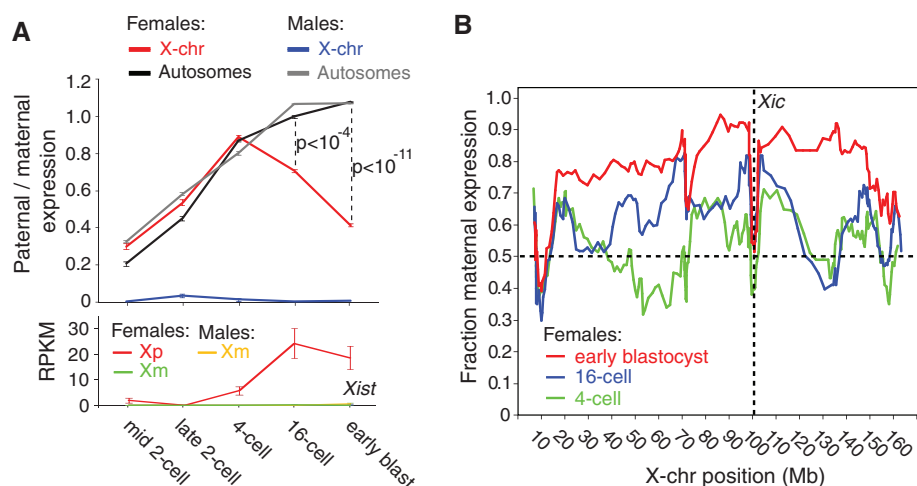 A
Females:
X-chr
Autosomes
Males:
X-chr
Autosomes
Paternal / maternal
expression
1.2
1.0
0.8
0.6
0.4
0.2
p<10-4
p<10-11
RPKM
30
20
10
0
Females:
Xp
Xm
Males:
Xm
Xist
mid 2-cell
late 2-cell
4-cell
16-cell
early blast
B
Fraction maternal expression
1.0
0.9
0.8
0.7
0.6
0.5
0.4
0.3
0.2
0.1
0
Xic
Females:
early blastocyst
16-cell
4-cell
10 20 30 40 50 60 70 80 90 100 110 120 130 140 150 160
X-chr position (Mb)